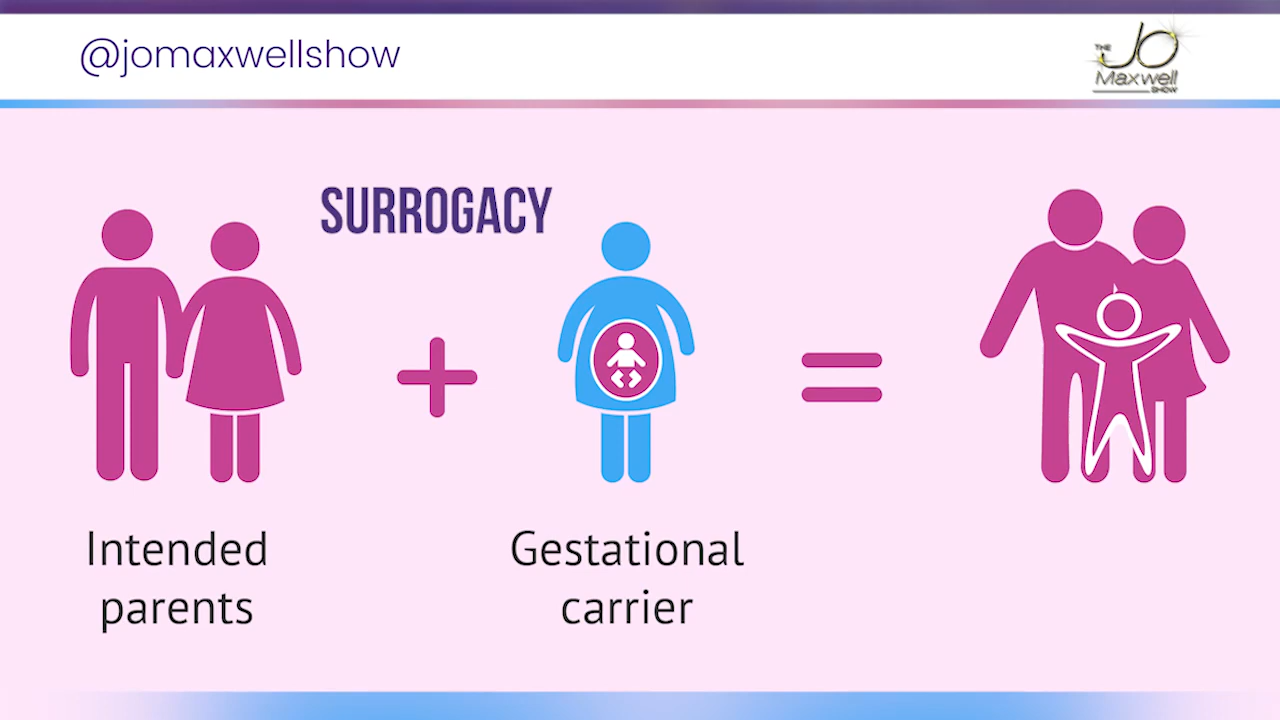 @jomaxwellshow
THE
Jo
Maxwell
SHOW
SURROGACY
Intended
parents
Gestational
carrier